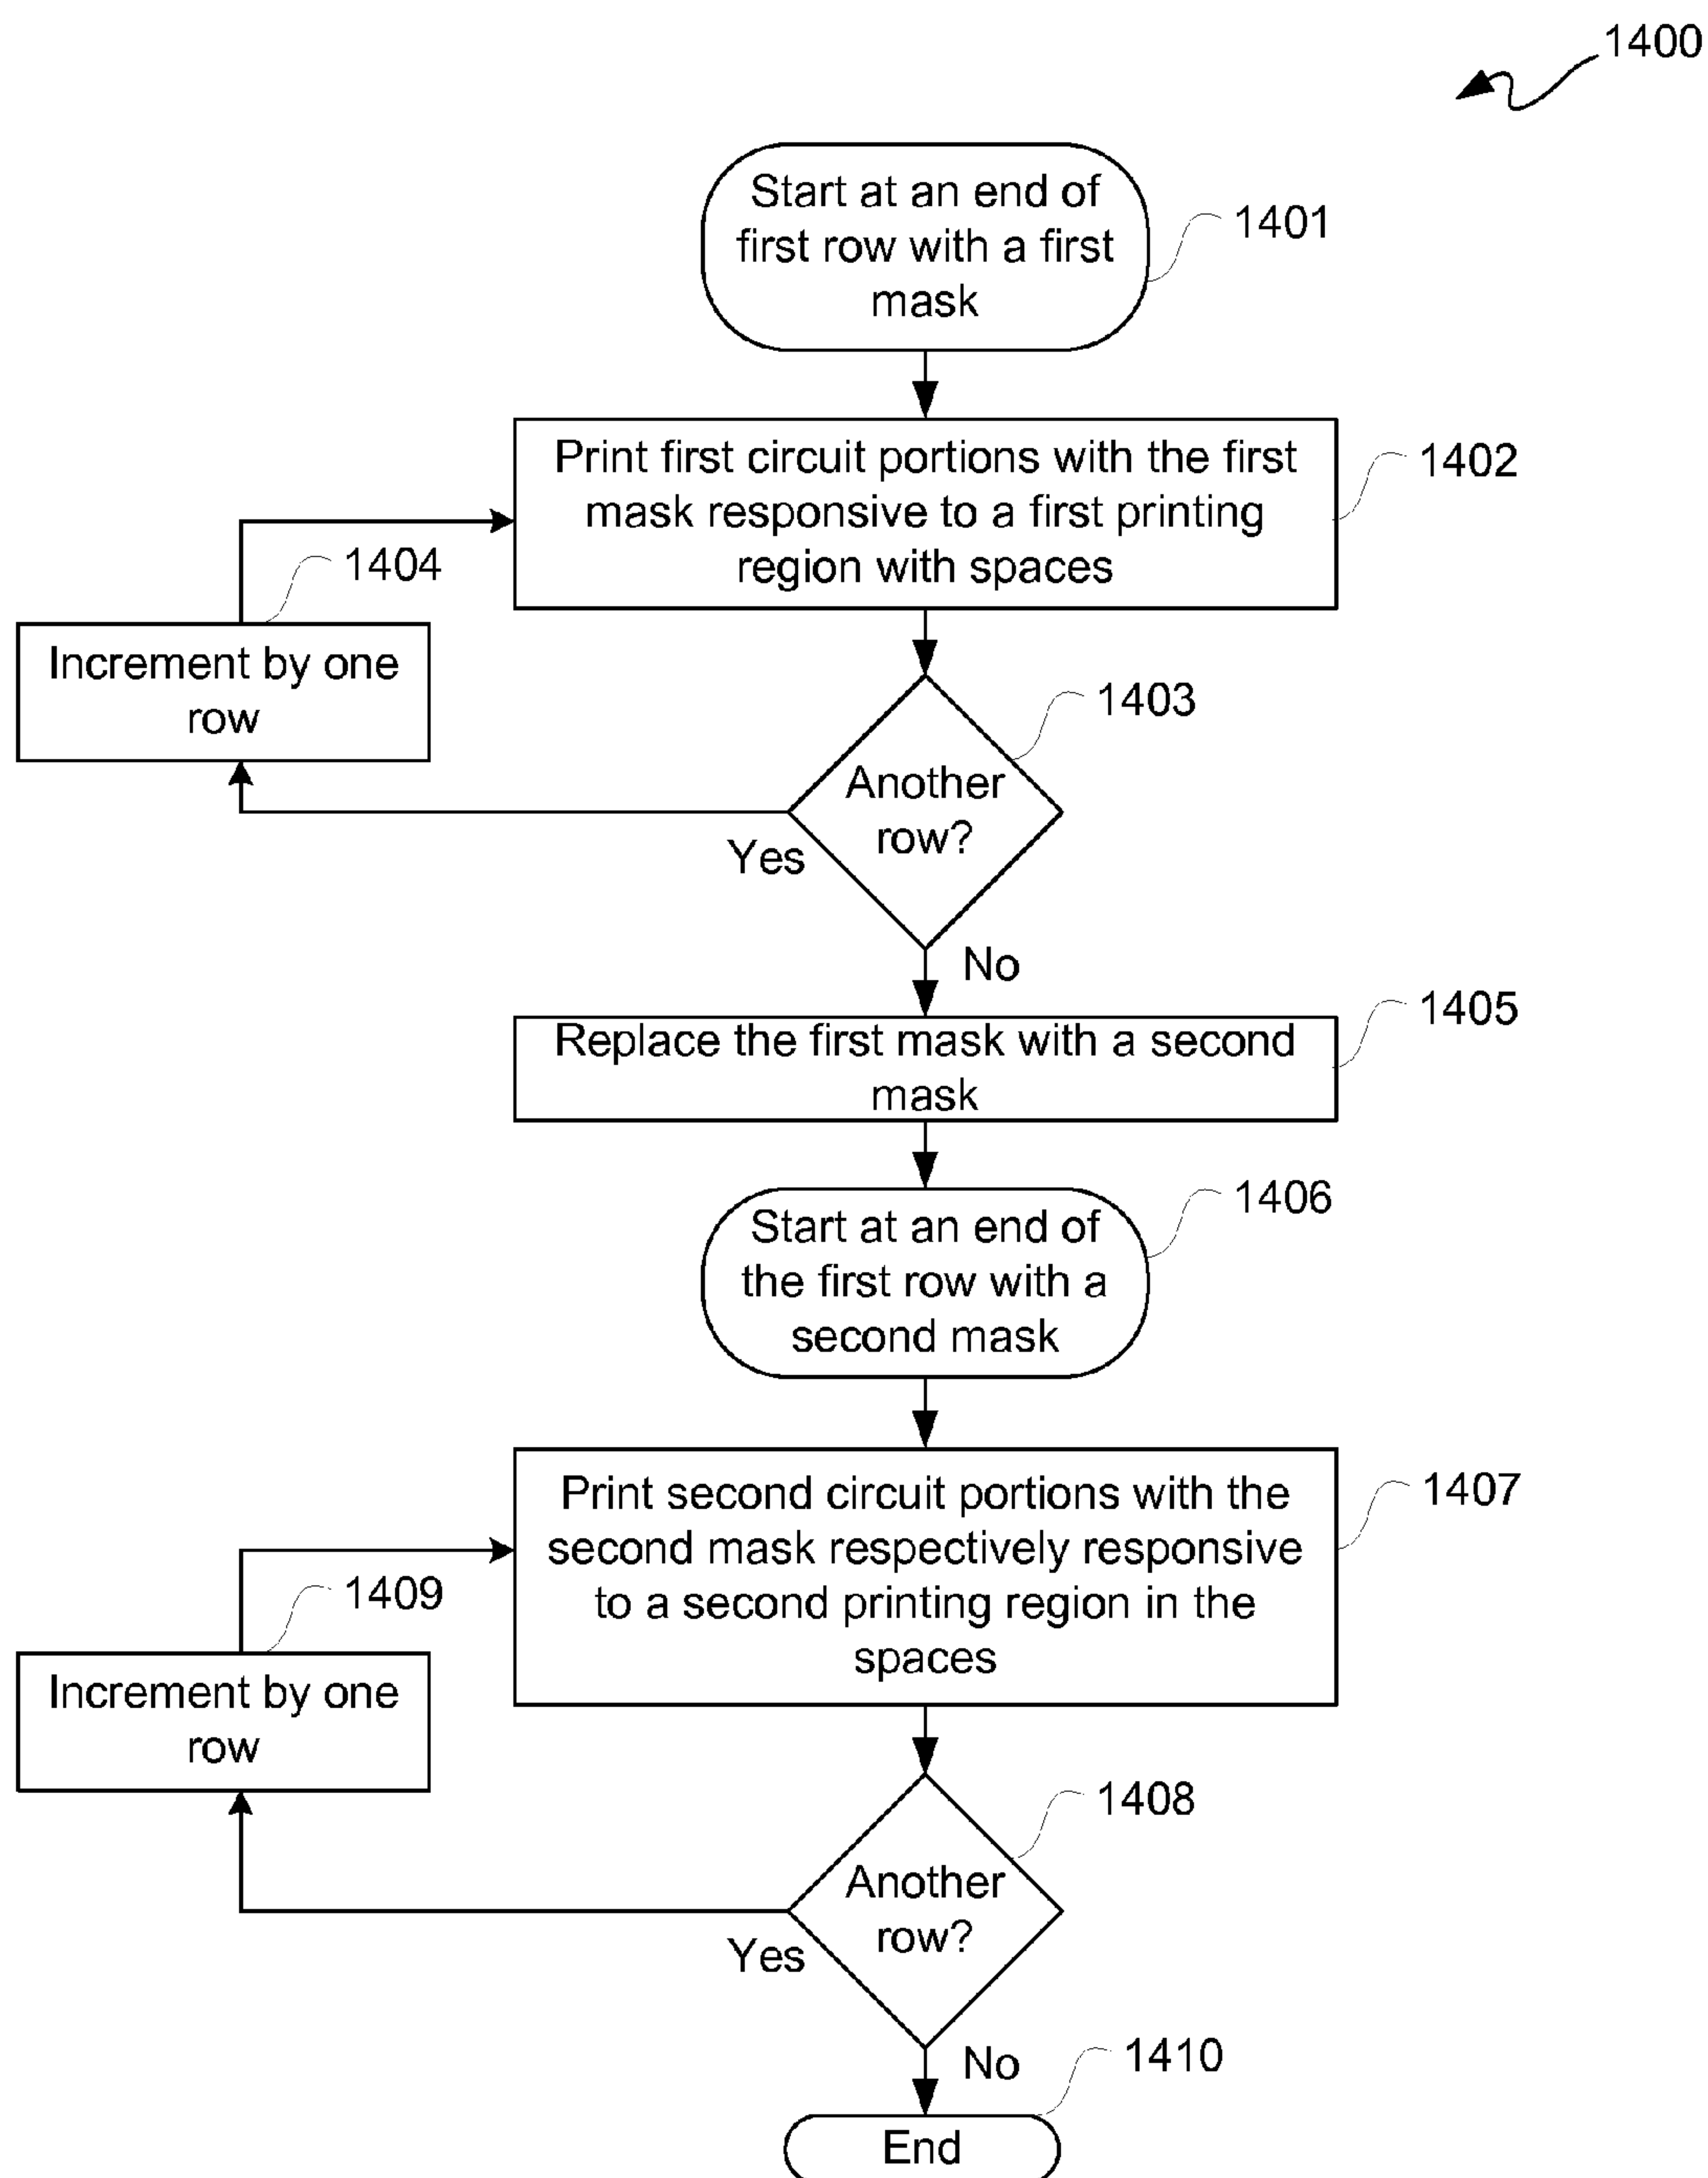 1400
Start at an end of
first row with a first
mask
1401
Print first circuit portions with the first
mask responsive to a first printing
region with spaces
1402
1404
Increment by one
row
1403
Another
row?
Yes
No
Replace the first mask with a second
mask
1405
Start at an end of
the first row with a
second mask
1406
Print second circuit portions with the
second mask respectively responsive
to a second printing region in the
spaces
1407
1409
Increment by one
row
1408
Another
row?
Yes
No
1410
End